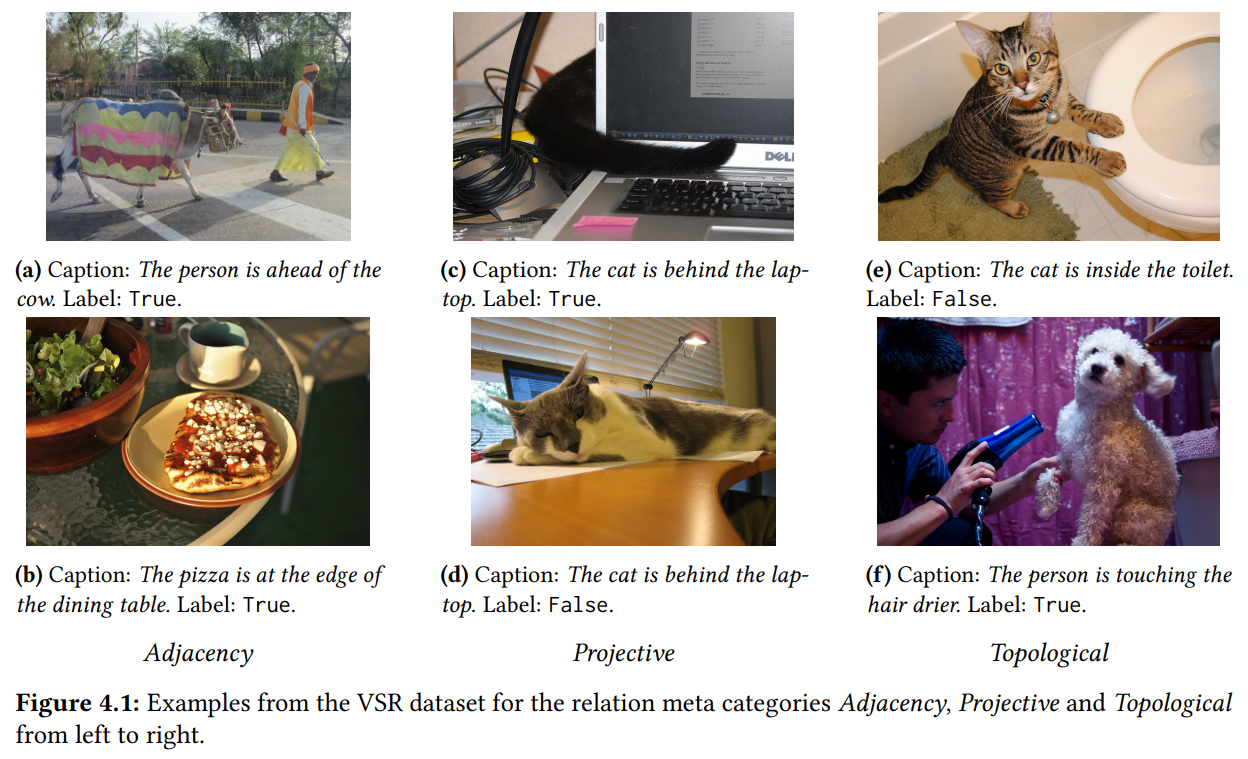 DELL
(a) Caption: The person is ahead of the
cow. Label: True.
(c) Caption: The cat is behind the lap-
top. Label: True.
(e) Caption: The cat is inside the toilet.
Label: False.
(b) Caption: The pizza is at the edge of
the dining table. Label: True.
(d) Caption: The cat is behind the lap-
top. Label: False.
(f) Caption: The person is touching the
hair drier. Label: True.
Adjacency
Projective
Topological
Figure 4.1: Examples from the VSR dataset for the relation meta categories Adjacency, Projective and Topological
from left to right.